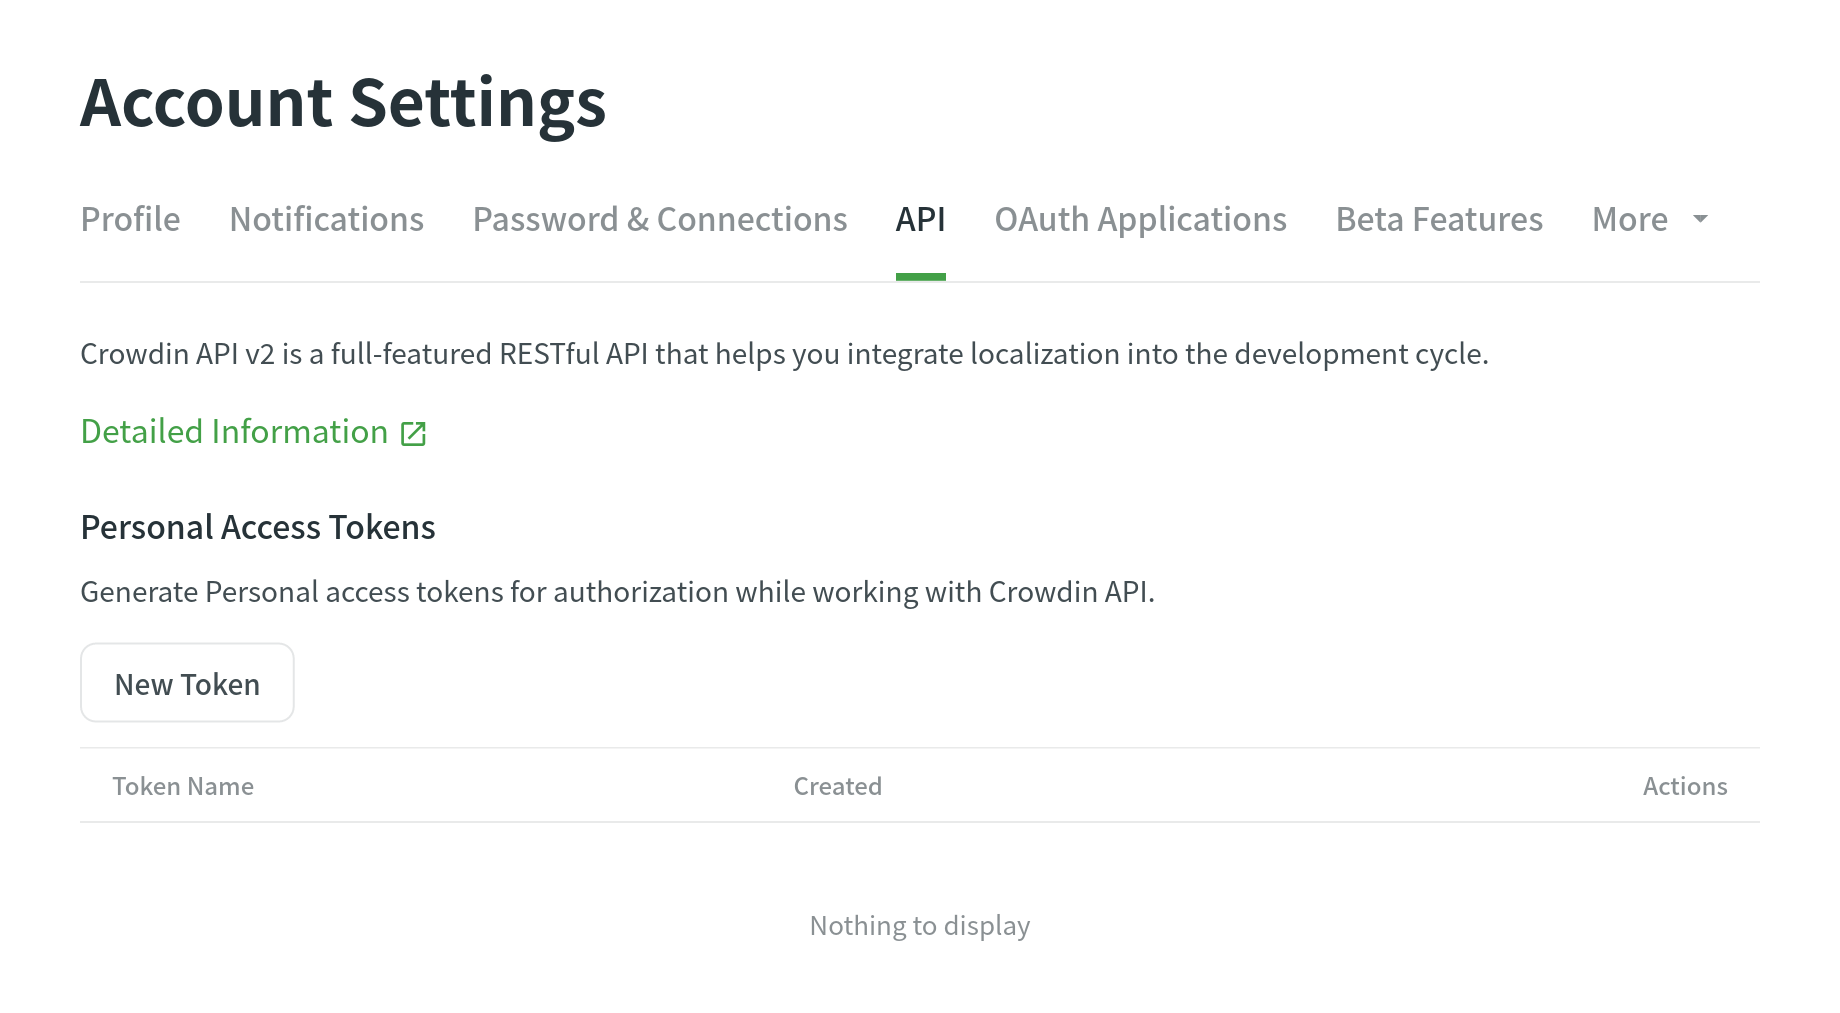 Account Settings
Profile Notifications Password & Connections API OAuth Applications Beta Features More
Crowdin API v2 is a full-featured RESTful API that helps you integrate localization into the development cycle.
Detailed Information
Personal Access Tokens
Generate Personal access tokens for authorization while working with Crowdin API.
New Token
Token Name Created Actions
Nothing to display